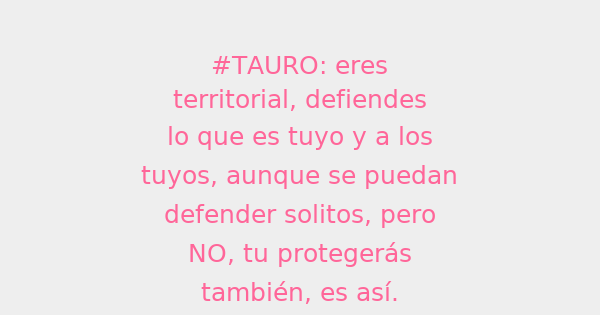 #TAURO: eres
territorial, defiendes
lo que es tuyo y a los
tuyos, aunque se puedan
defender solitos, pero
NO, tu protegerás
también, es así.